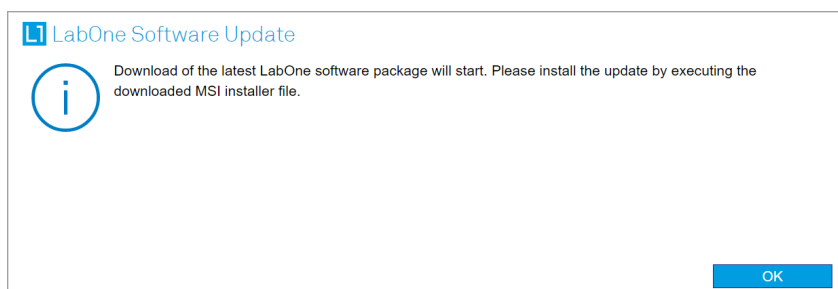 L1 LabOne Software Update
Download of the latest LabOne software package will start. Please install the update by executing the
downloaded MSI installer file.
OK